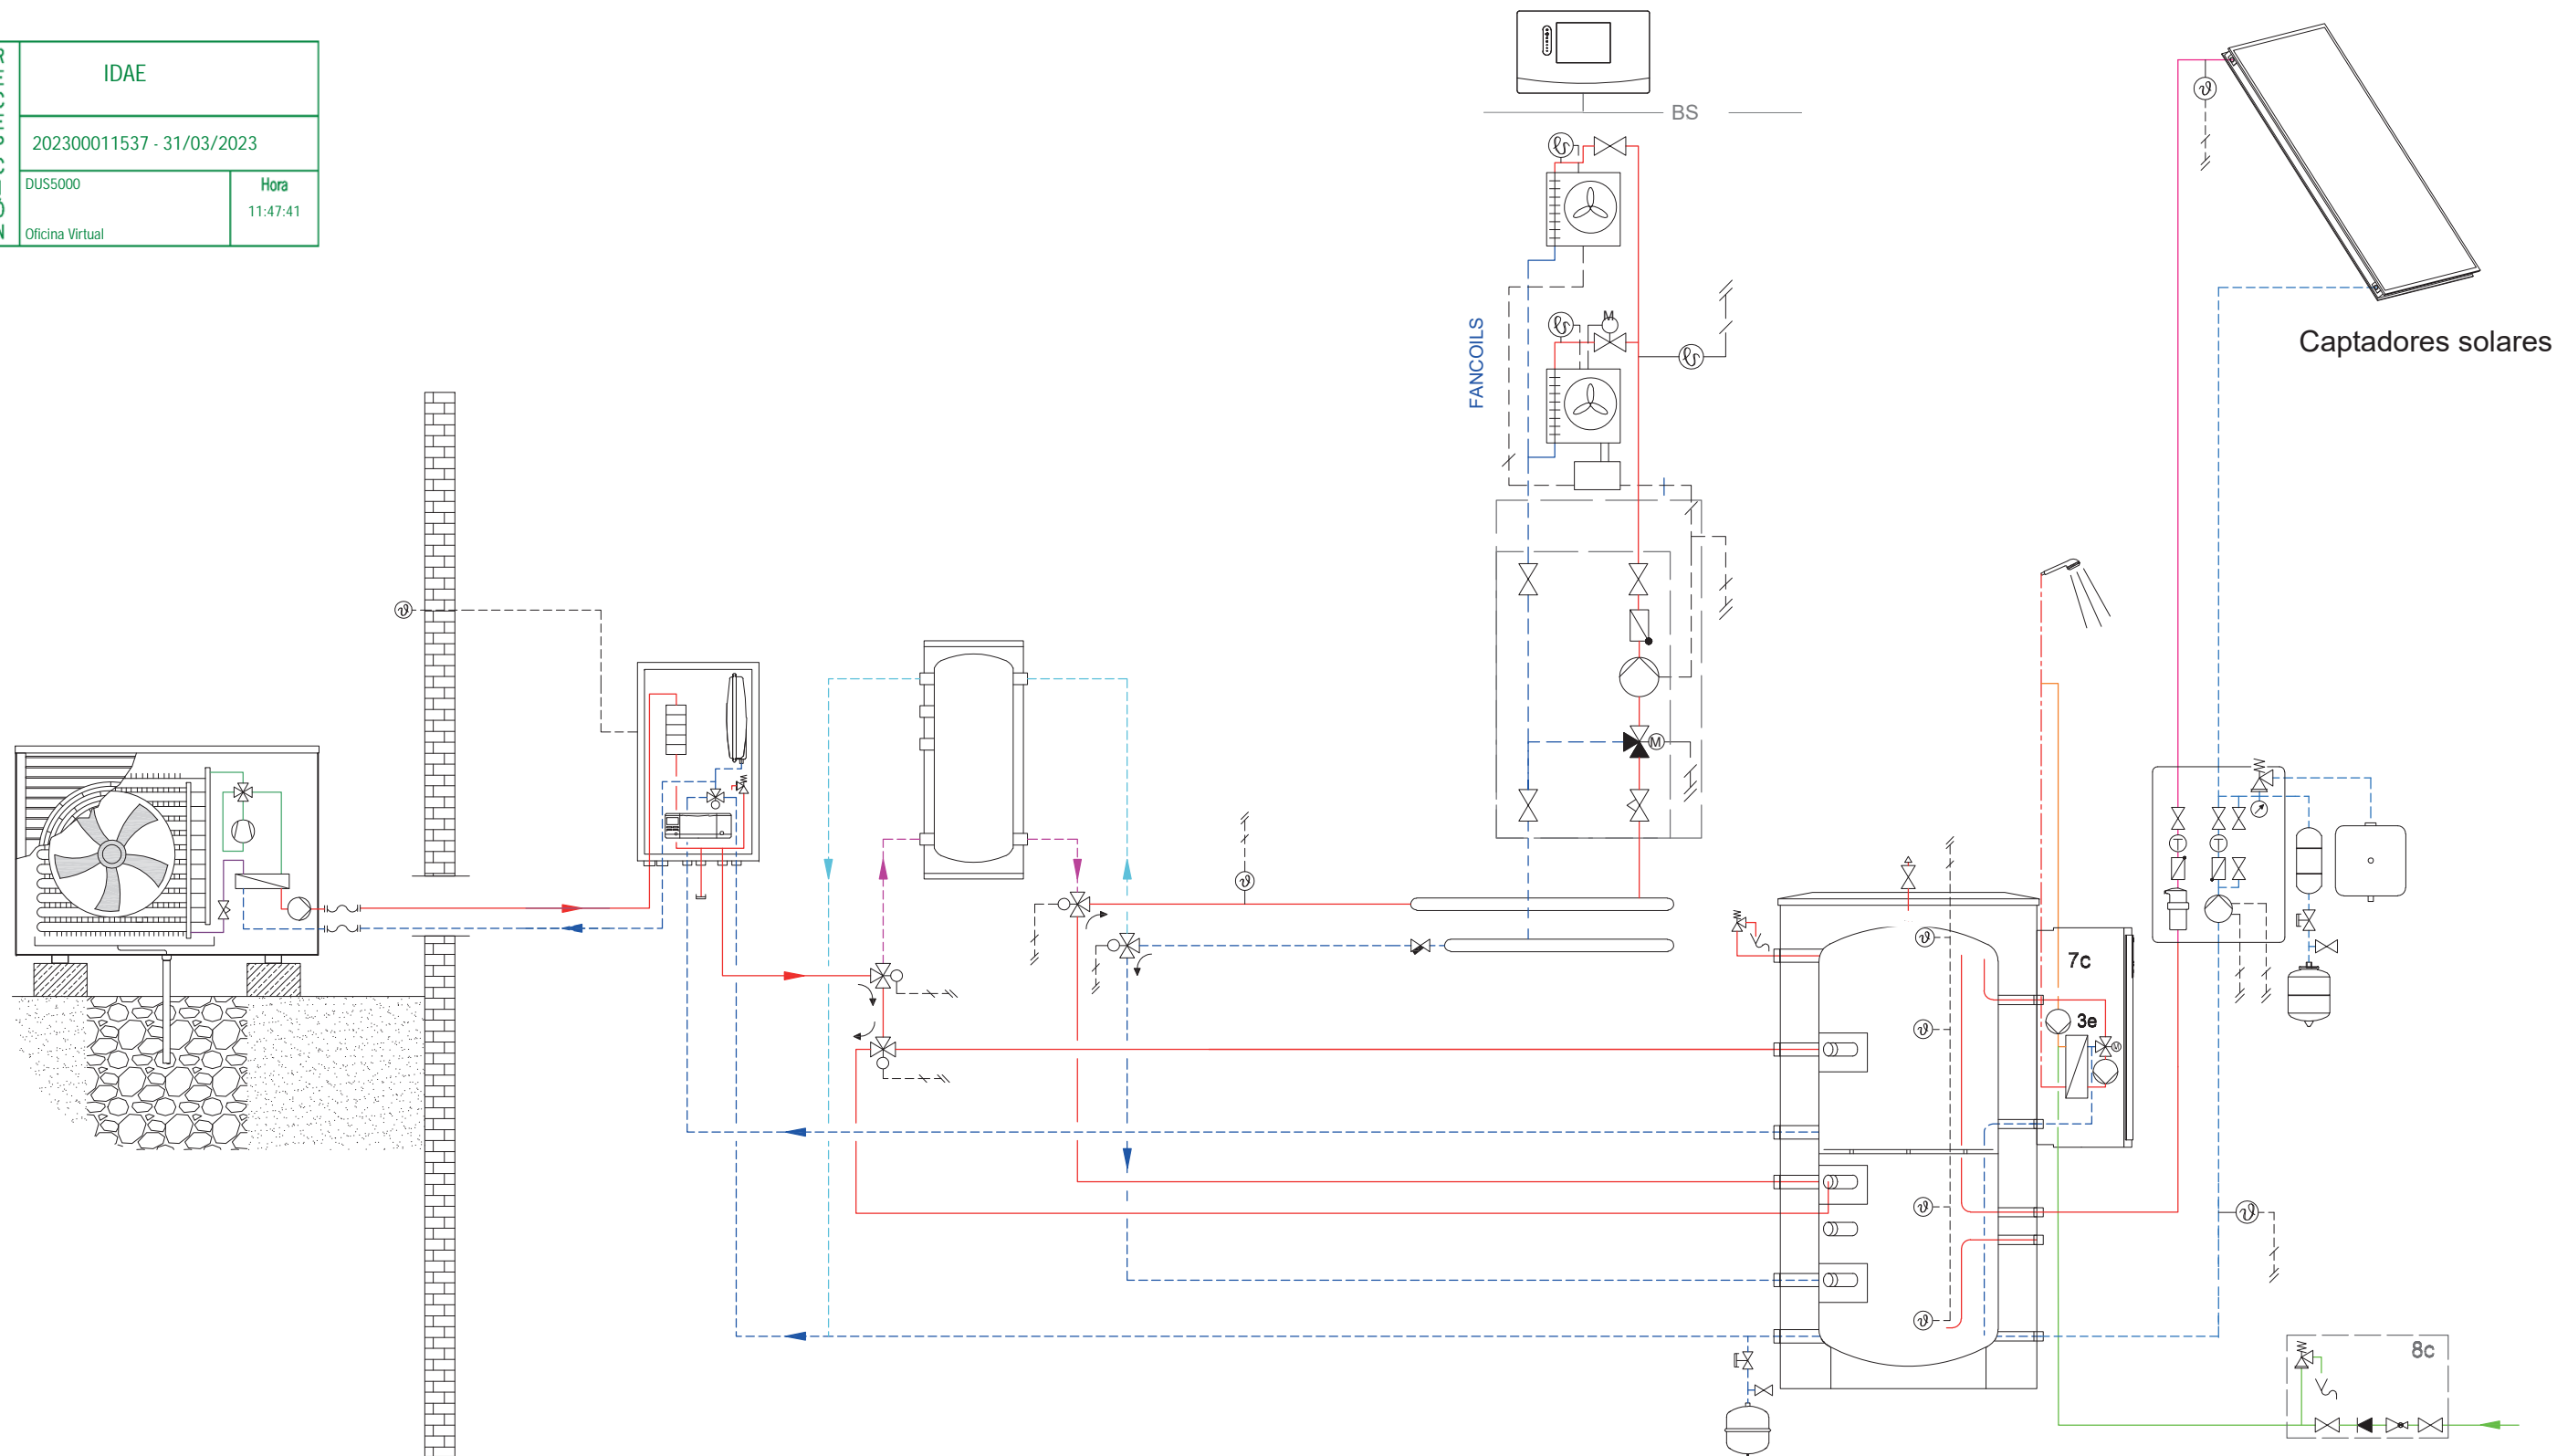 IDAE
202300011537 - 31/03/2023
DUS5000
Hora
11:47:41
Oficina Virtual
BS
FANCOILS
M
M
Captadores solares
7c
3e
M
T
T
8c